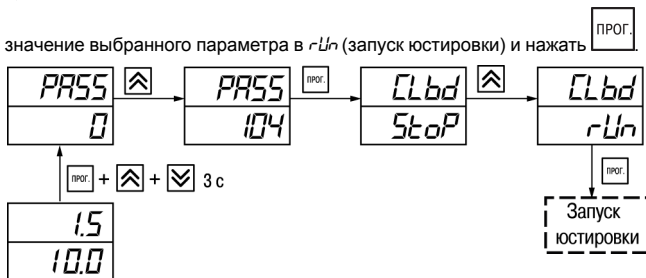 значение выбранного параметра в rUn (запуск юстировки) и нажать ПРОГ.
PASS
0
PASS
104
ПРОГ.
CLbd
StoP
CLbd
rUn
ПРОГ. + + 3 с
ПРОГ.
1.5
10.0
Запуск
юстировки